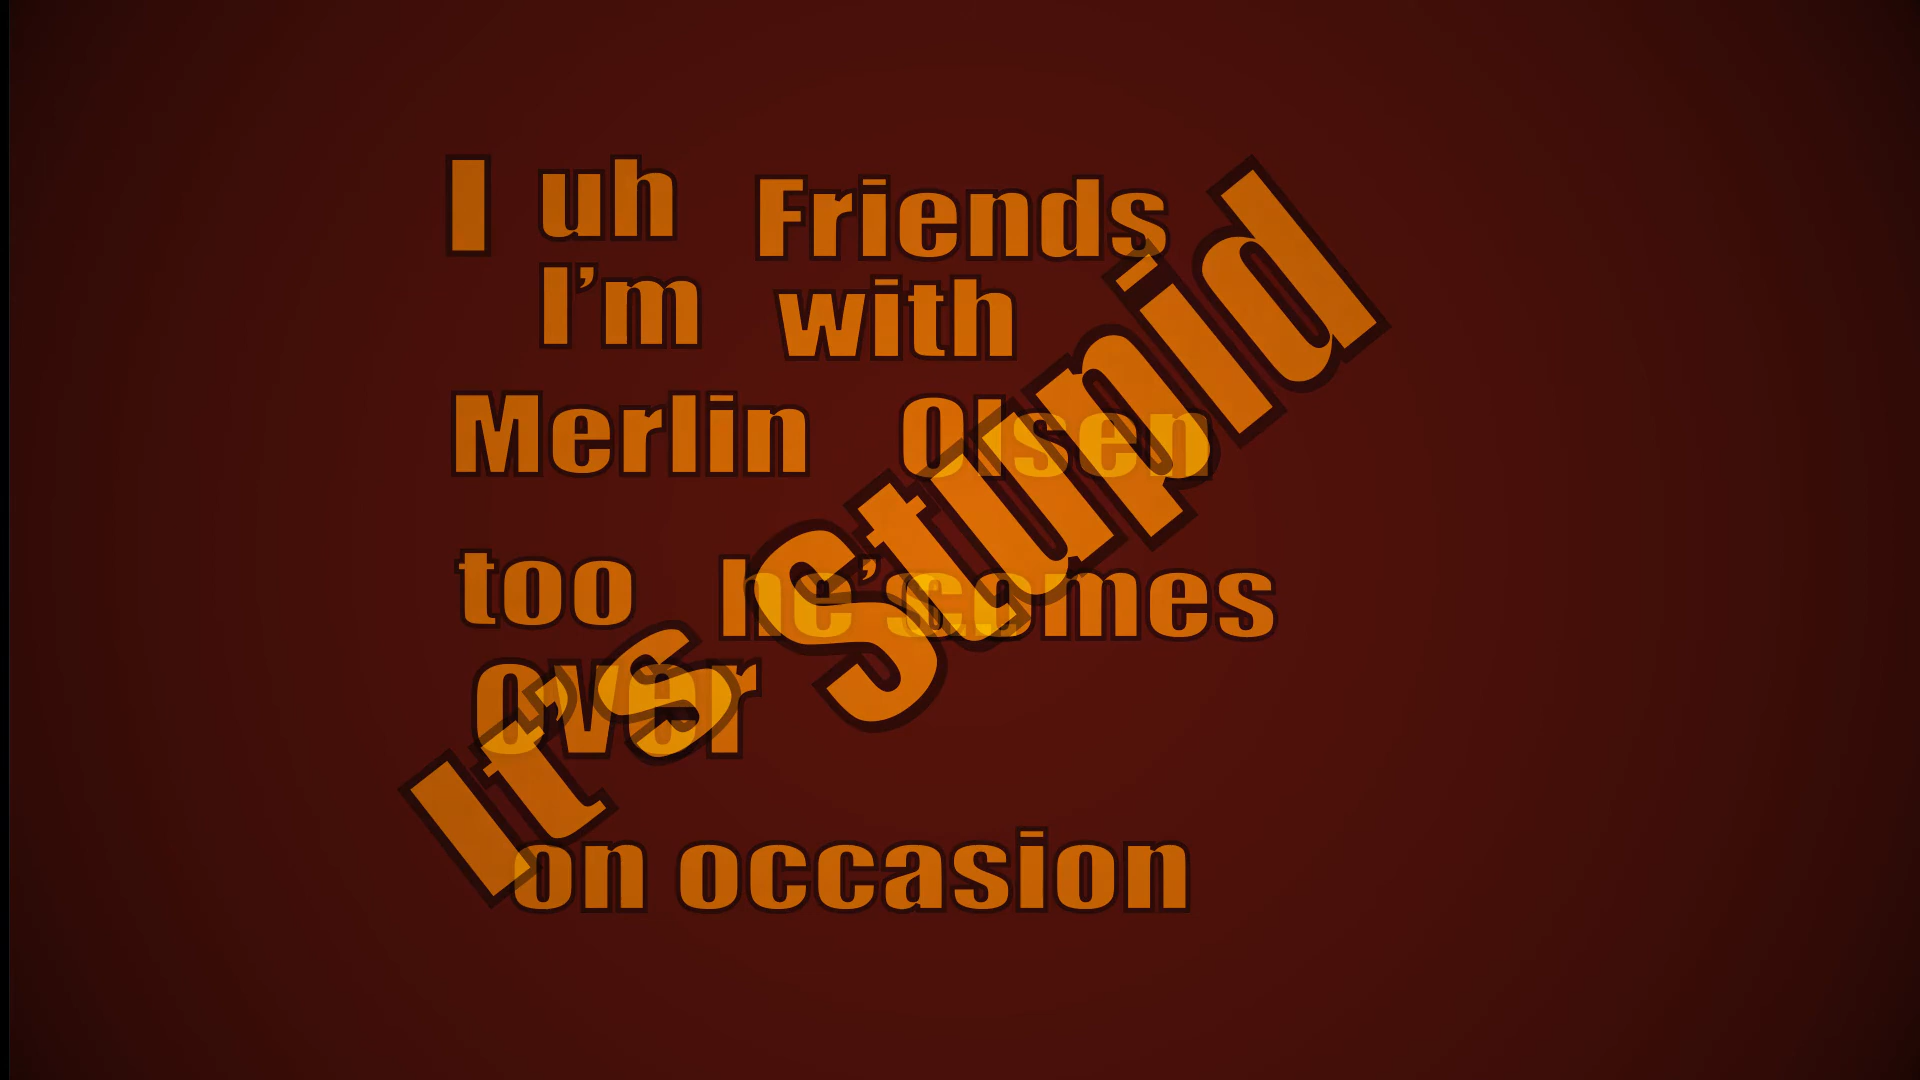 I uh Friends
I'm with
Merlin Olsen
too he's comes
over
on occasion
It's Stupid